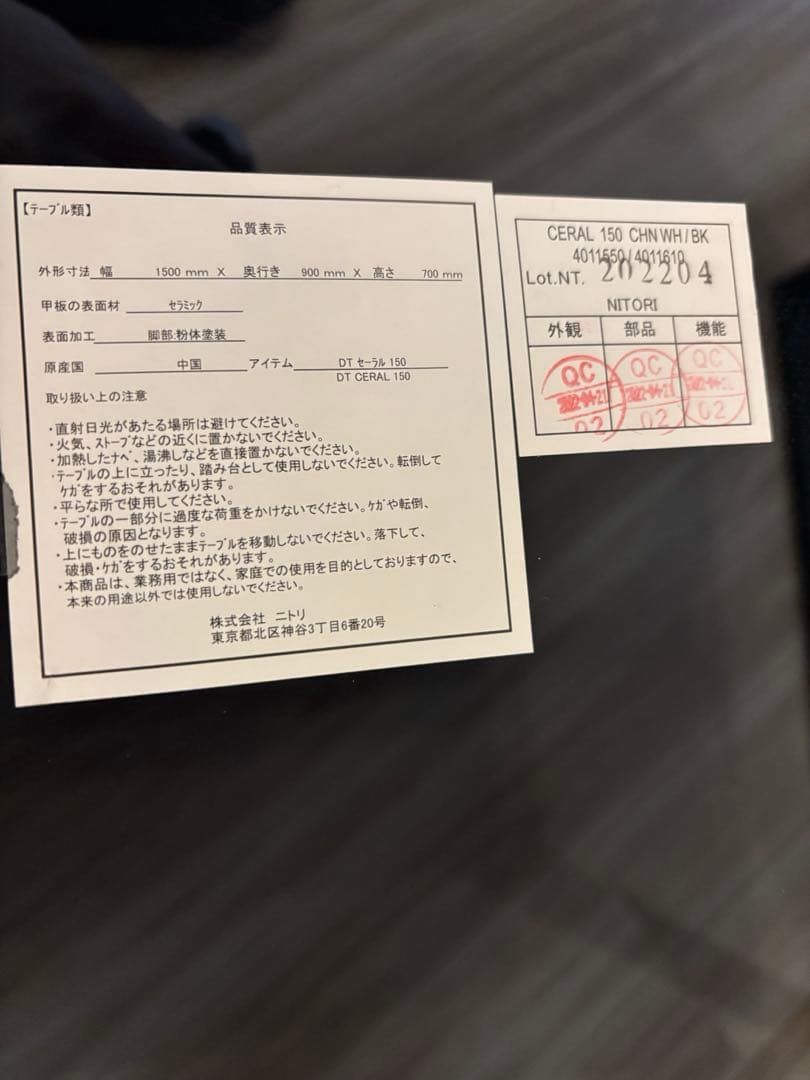 【テーブル類】
品質表示
外形寸法 幅 1500 mm X 奥行き 900 mm X 高さ 700 mm
甲板の表面材 セラミック
表面加工 脚部:粉体塗装
原産国 中国 アイテム DT セーラル 150
DT CERAL 150
取り扱い上の注意
・直射日光があたる場所は避けてください。
・火気、ストーブなどの近くに置かないでください。
・加熱したナベ、湯沸しなどを直接置かないでください。
・テーブルの上に立ったり、踏み台として使用しないでください。転倒して
ケガをするおそれがあります。
・平らな所で使用してください。
・テーブルの一部分に過度な荷重をかけないでください。ケガや転倒、
破損の原因となります。
・上にものをのせたままテーブルを移動しないでください。落下して、
破損・ケガをするおそれがあります。
・本商品は、業務用ではなく、家庭での使用を目的としておりますので、
本来の用途以外では使用しないでください。
株式会社 ニトリ
東京都北区神谷3丁目6番20号
CERAL 150 CHN WH/BK
4011550/4011610
Lot.NT. 202204
NITORI
外観 部品 機能
QC QC QC
2022-04-21 2022-04-21 2022-04-21
02 02 02